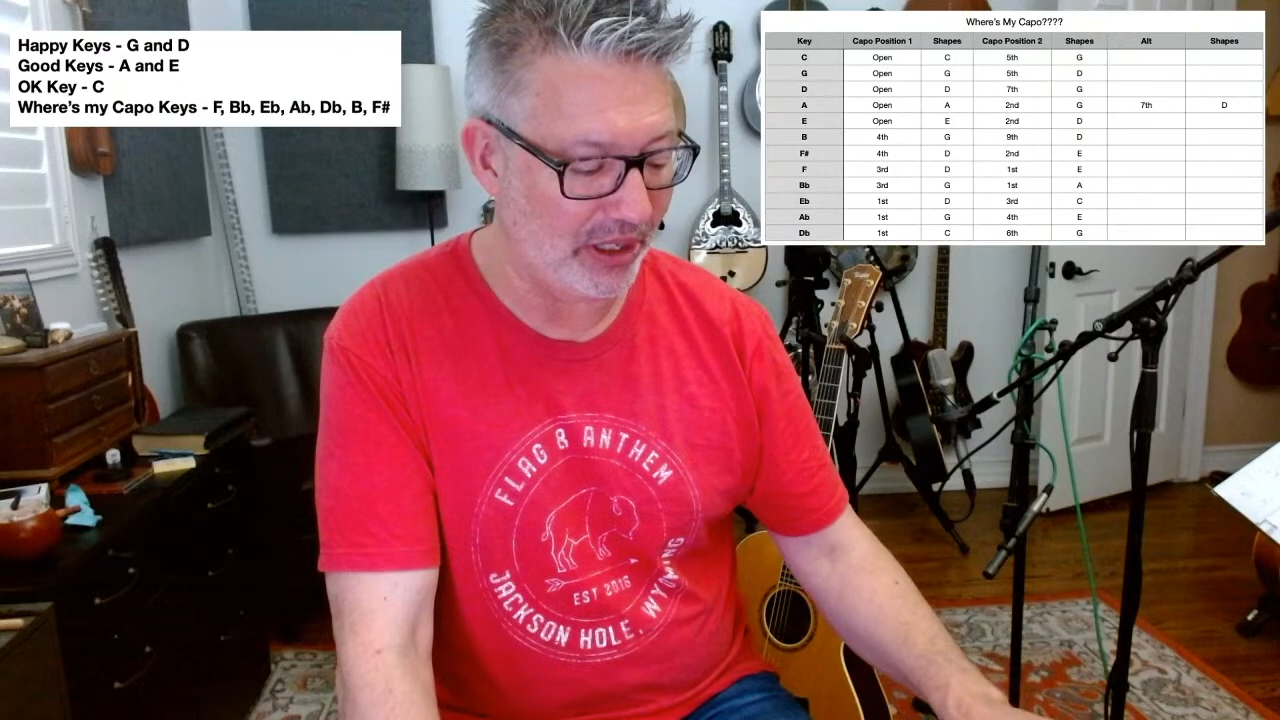 Happy Keys - G and D
Good Keys - A and E
OK Key - C
Where's my Capo Keys - F, Bb, Eb, Ab, Db, B, F#
Where's My Capo????
Key Capo Position 1 Shapes Capo Position 2 Shapes Alt Shapes
C Open C 5th G
G Open G 5th D
D Open D 7th G
A Open A 2nd G 7th D
E Open E 2nd D
B 4th G 9th D
F# 4th D 2nd E
F 3rd D 1st E
Bb 3rd G 1st A
Eb 1st D 3rd C
Ab 1st G 4th E
Db 1st C 6th G
FLAG & ANTHEM
EST 2016
JACKSON HOLE, WYOMING